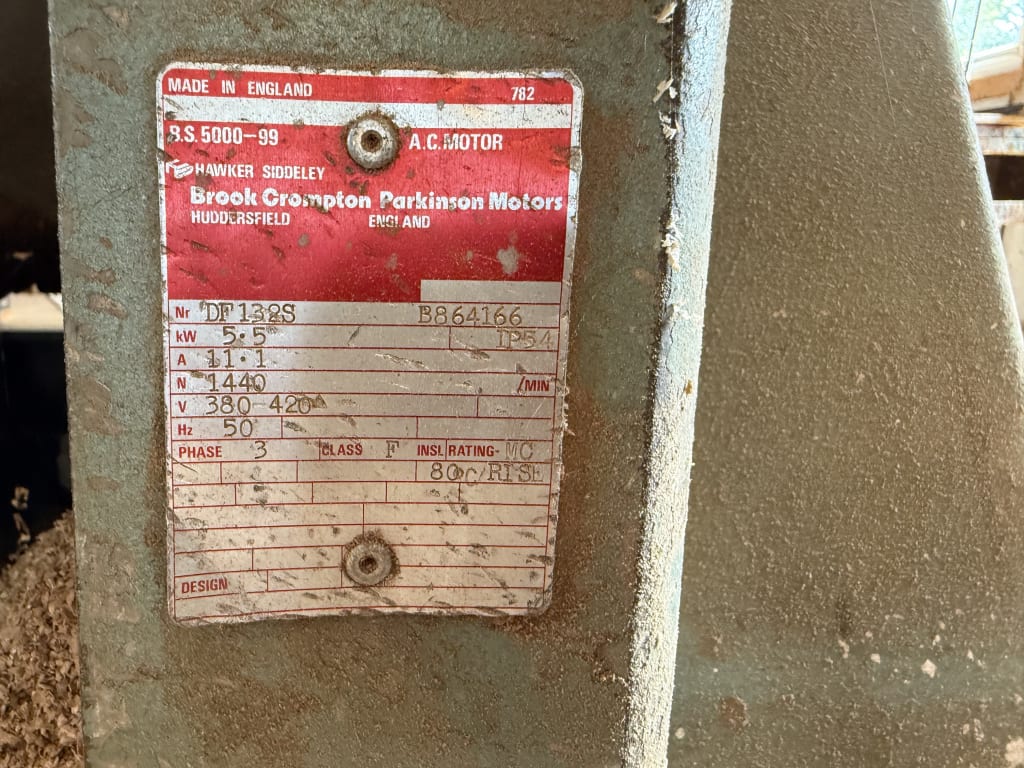 MADE IN ENGLAND 782
B.S. 5000-99 A.C. MOTOR
HAWKER SIDDELEY
Brook Crompton Parkinson Motors
HUDDERSFIELD ENGLAND
Nr DF132S B864166
kW 5.5 IP54
A 11.1
N 1440 /MIN
V 380-420
Hz 50
PHASE 3 CLASS F INSL RATING- MC
80°C/RISE
DESIGN